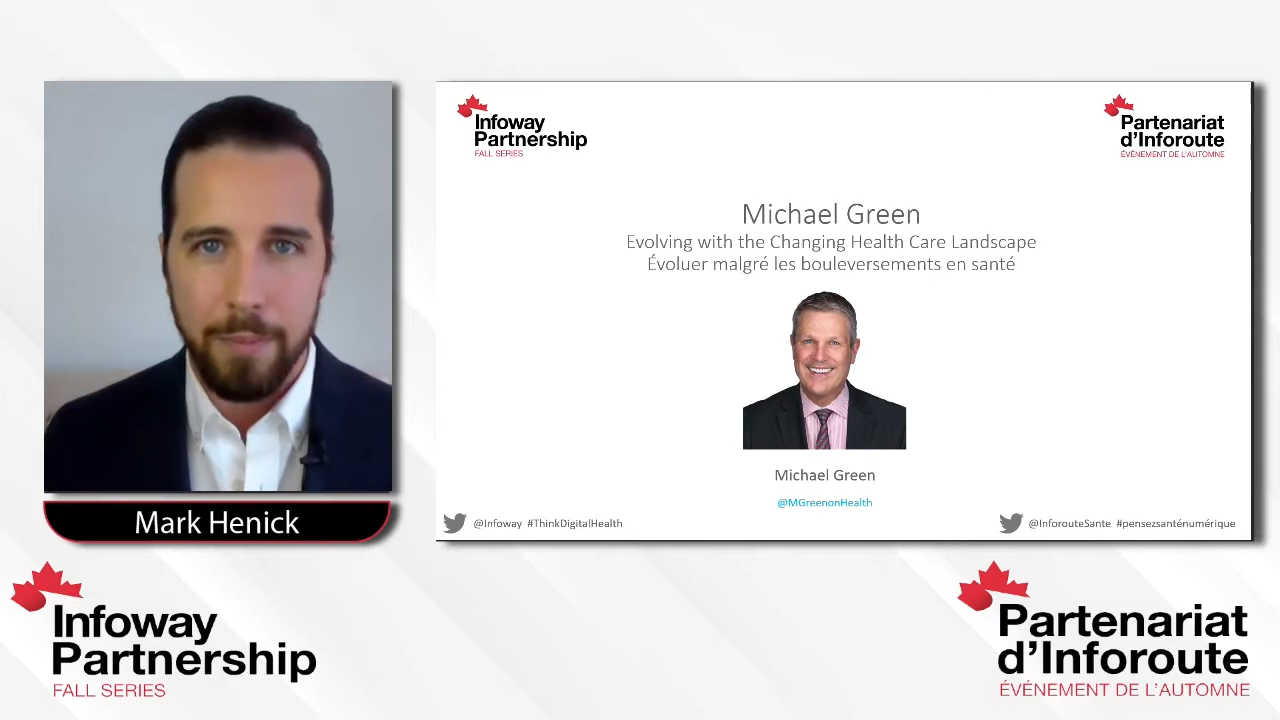 Infoway
Partnership
FALL SERIES
Partenariat
d'Inforoute
ÉVÉNEMENT DE L'AUTOMNE
Michael Green
Evolving with the Changing Health Care Landscape
Évoluer malgré les bouleversements en santé
Michael Green
@MGreenonHealth
@Infoway #ThinkDigitalHealth
@InforouteSante #pensezsanténumérique
Mark Henick
Infoway
Partnership
FALL SERIES
Partenariat
d'Inforoute
ÉVÉNEMENT DE L'AUTOMNE